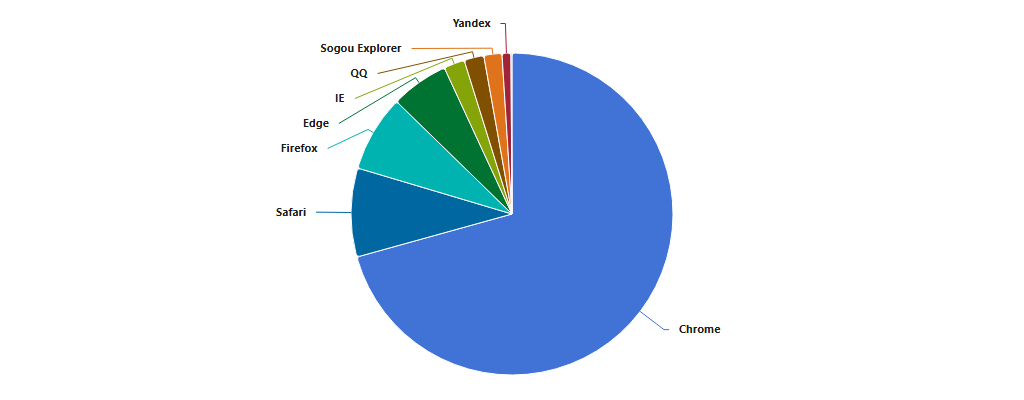 Yandex
Sogou Explorer
QQ
IE
Edge
Firefox
Safari
Chrome